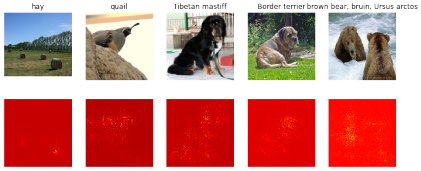 hay
quail
Tibetan mastiff
Border terrier
brown bear, bruin, Ursus arctos